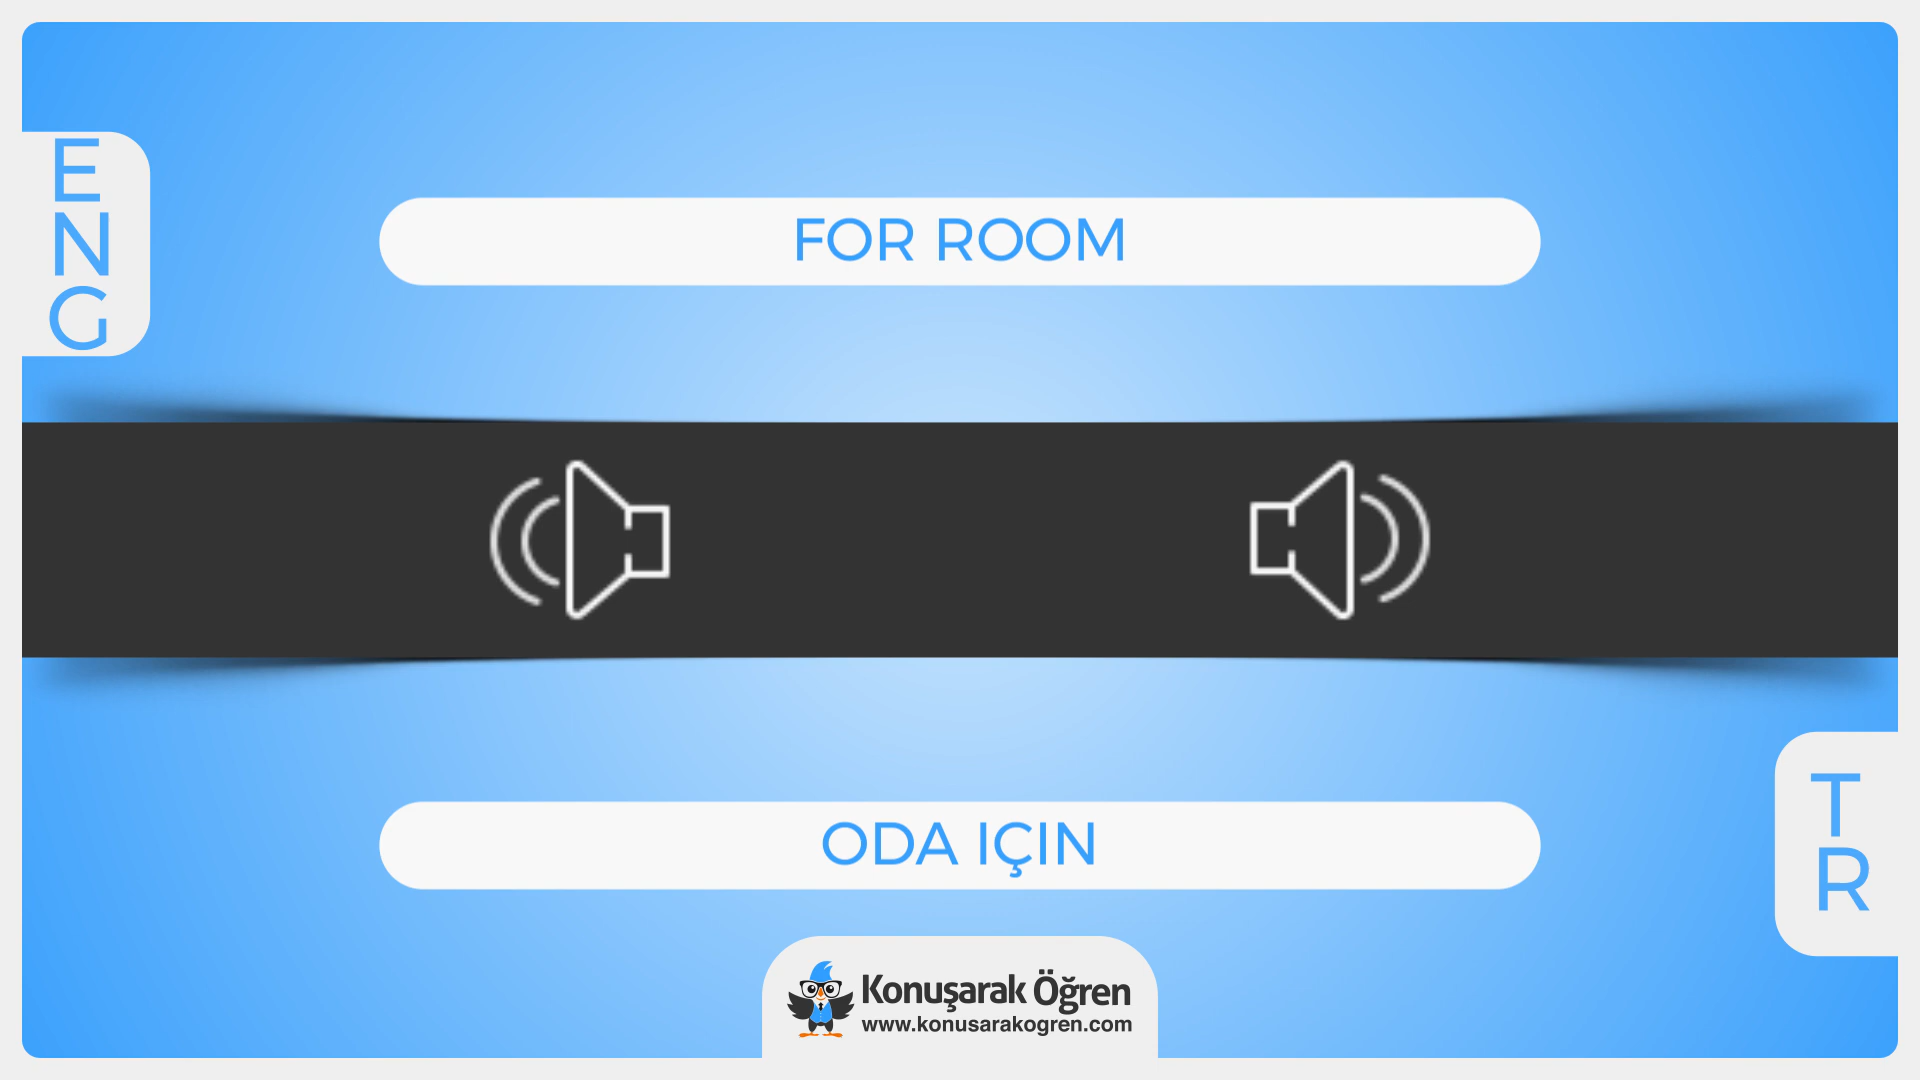 ENG
FOR ROOM
ODA IÇIN
TR
Konuşarak Öğren
www.konusarakogren.com